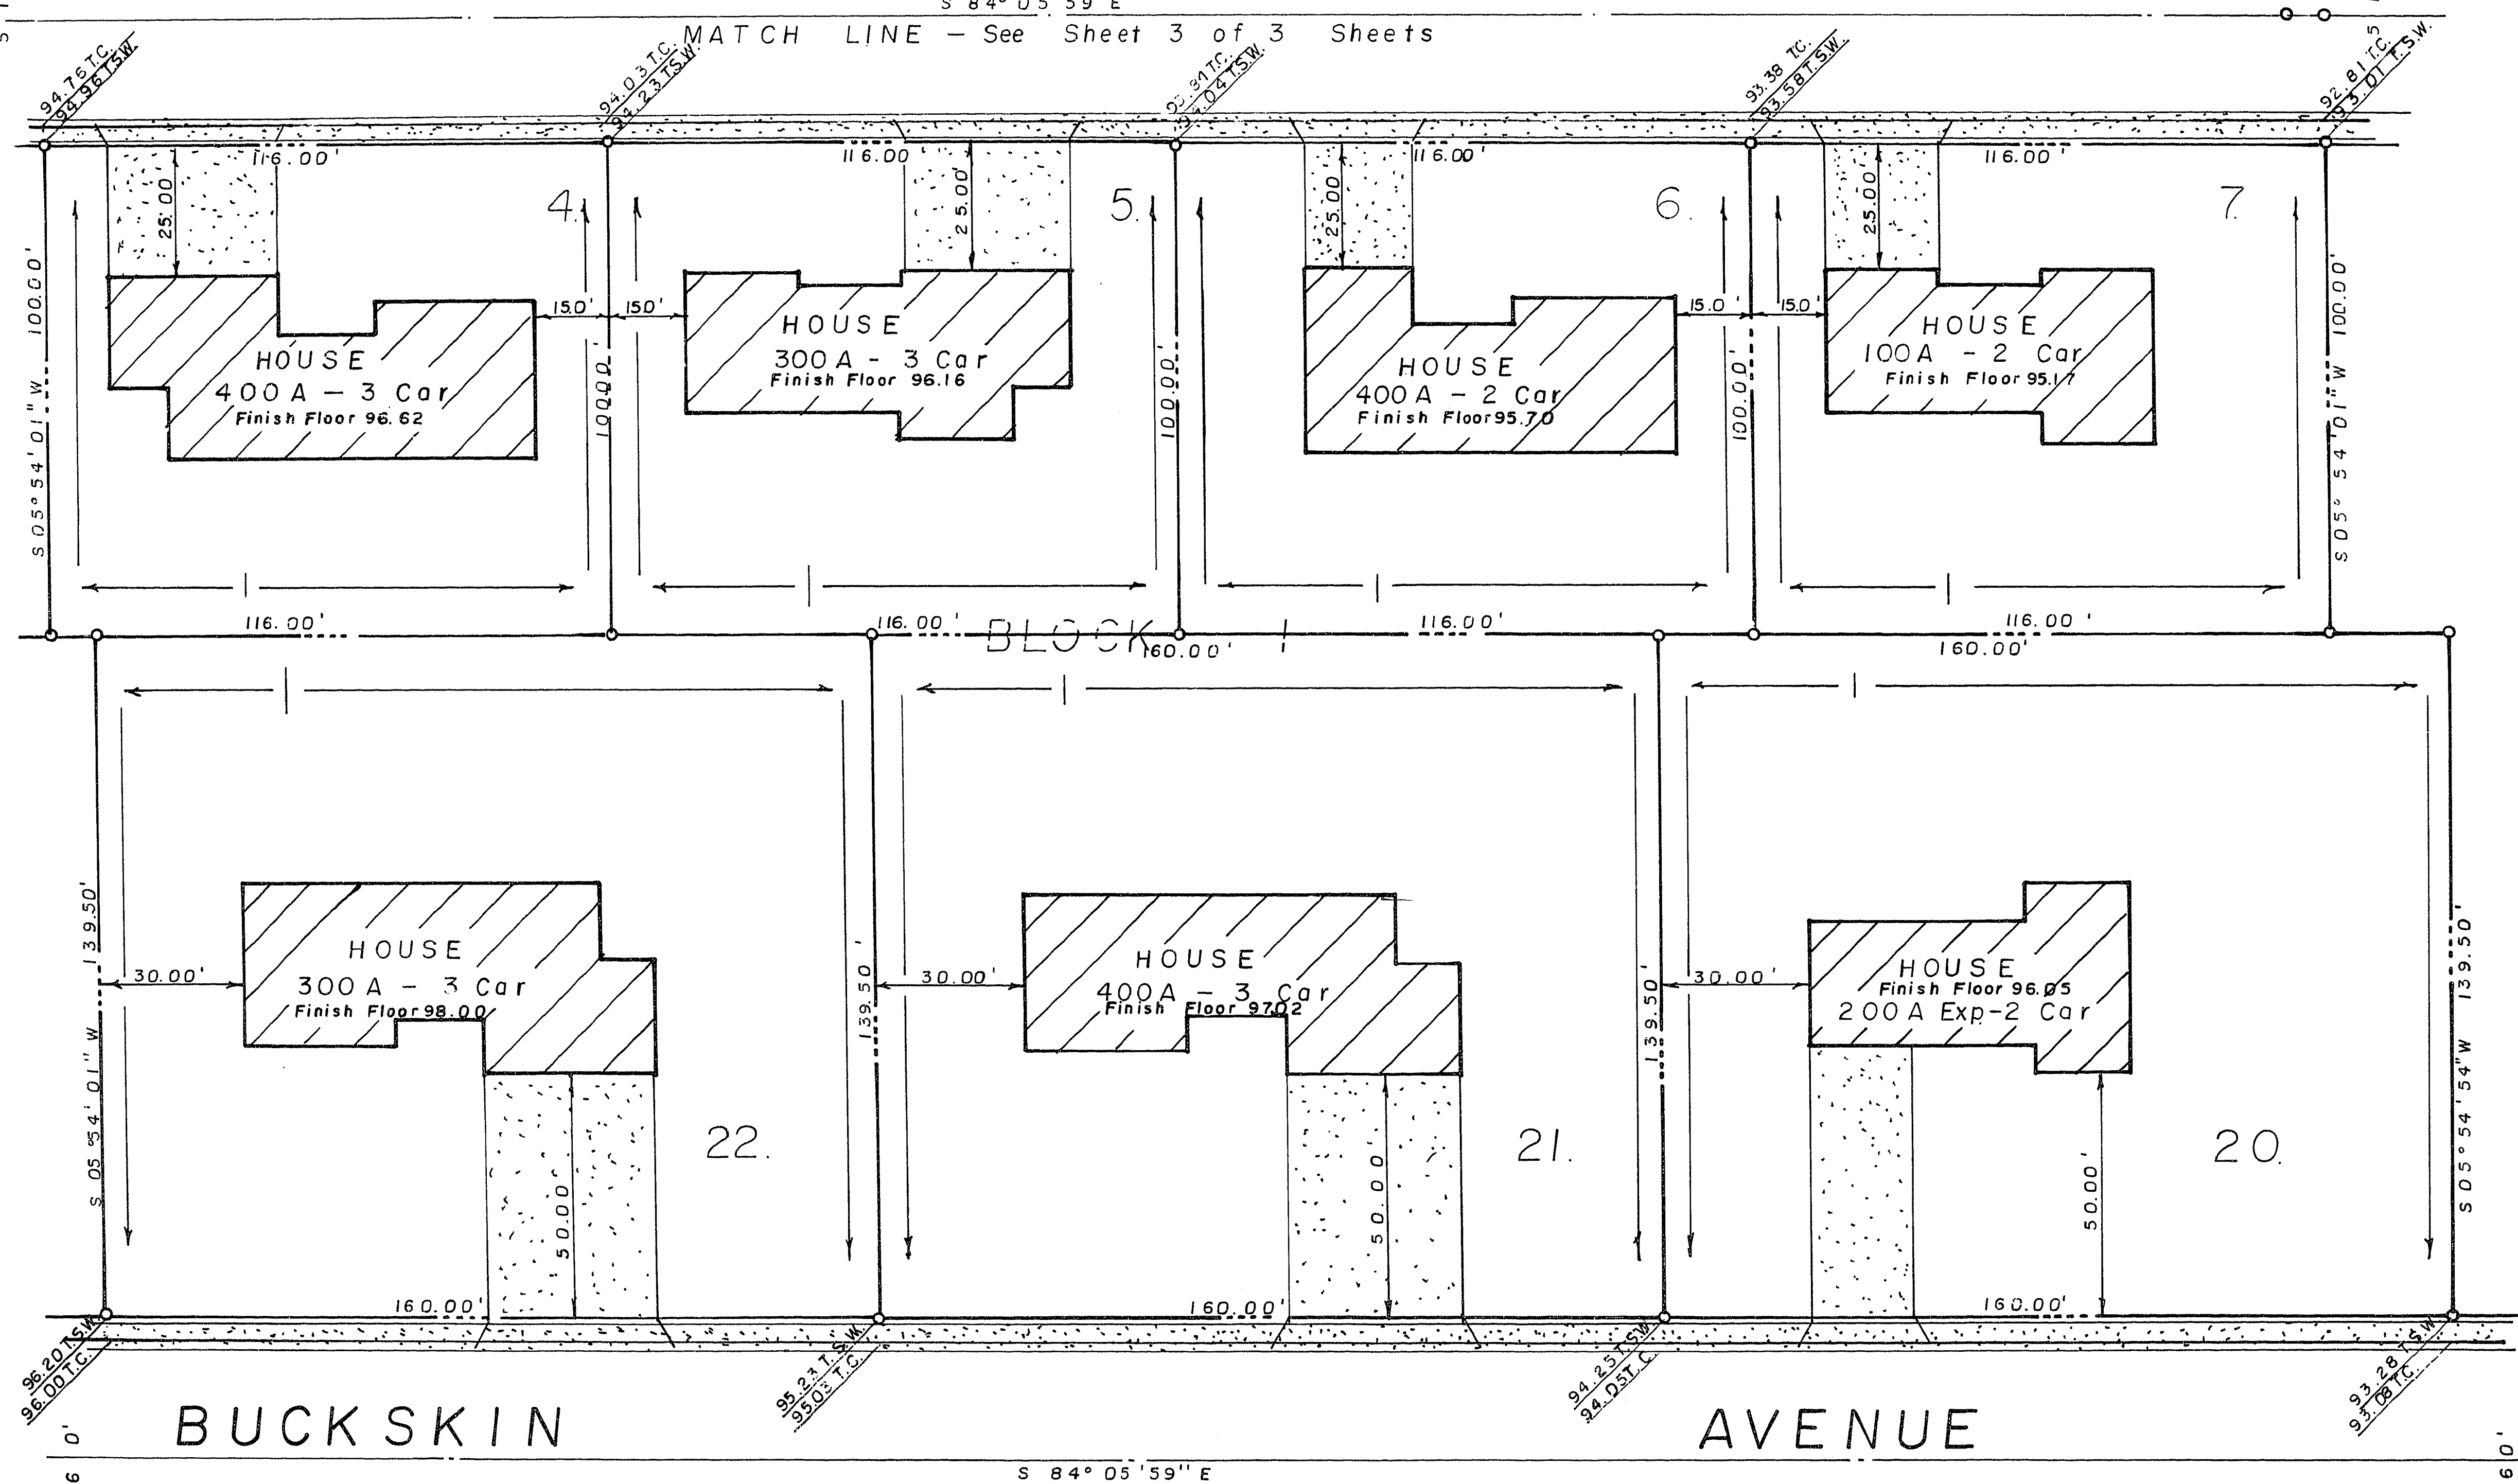 S 84° 05' 59" E
MATCH LINE - See Sheet 3 of 3 Sheets
94.76 T.C.
94.96 T.S.W.
94.03 T.C.
94.23 T.S.W.
T.C.
T.S.W.
93.38 T.C.
93.58 T.S.W.
92.81 T.C.
93.01 T.S.W.
116.00'
116.00'
116.00'
116.00'
25.00
25.00'
25.00
25.00'
4.
5.
6.
7.
S 05° 54' 01" W 100.00'
100.00'
100.00'
100.00'
S 05° 54' 01" W 100.00'
15.0'
15.0'
15.0'
15.0'
HOUSE
400 A - 3 Car
Finish Floor 96.62
HOUSE
300 A - 3 Car
Finish Floor 96.16
HOUSE
400 A - 2 Car
Finish Floor 95.70
HOUSE
100 A - 2 Car
Finish Floor 95.17
116.00'
116.00'
116.00'
116.00'
BLOCK 1
160.00'
160.00'
S 05° 54' 01" W 139.50'
139.50'
139.50'
S 05° 54' 54" W 139.50'
30.00'
30.00'
30.00'
HOUSE
300 A - 3 Car
Finish Floor 98.00
HOUSE
400 A - 3 Car
Finish Floor 97.02
HOUSE
Finish Floor 96.05
200 A Exp-2 Car
22.
21.
20.
50.00'
50.00
50.00'
160.00'
160.00'
160.00'
96.20 T.S.W.
96.00 T.C.
95.23 T.S.W.
95.03 T.C.
94.25 T.S.W.
94.05 T.C.
93.28 T.S.W.
93.08 T.C.
BUCKSKIN AVENUE
60'
60'
S 84° 05' 59" E